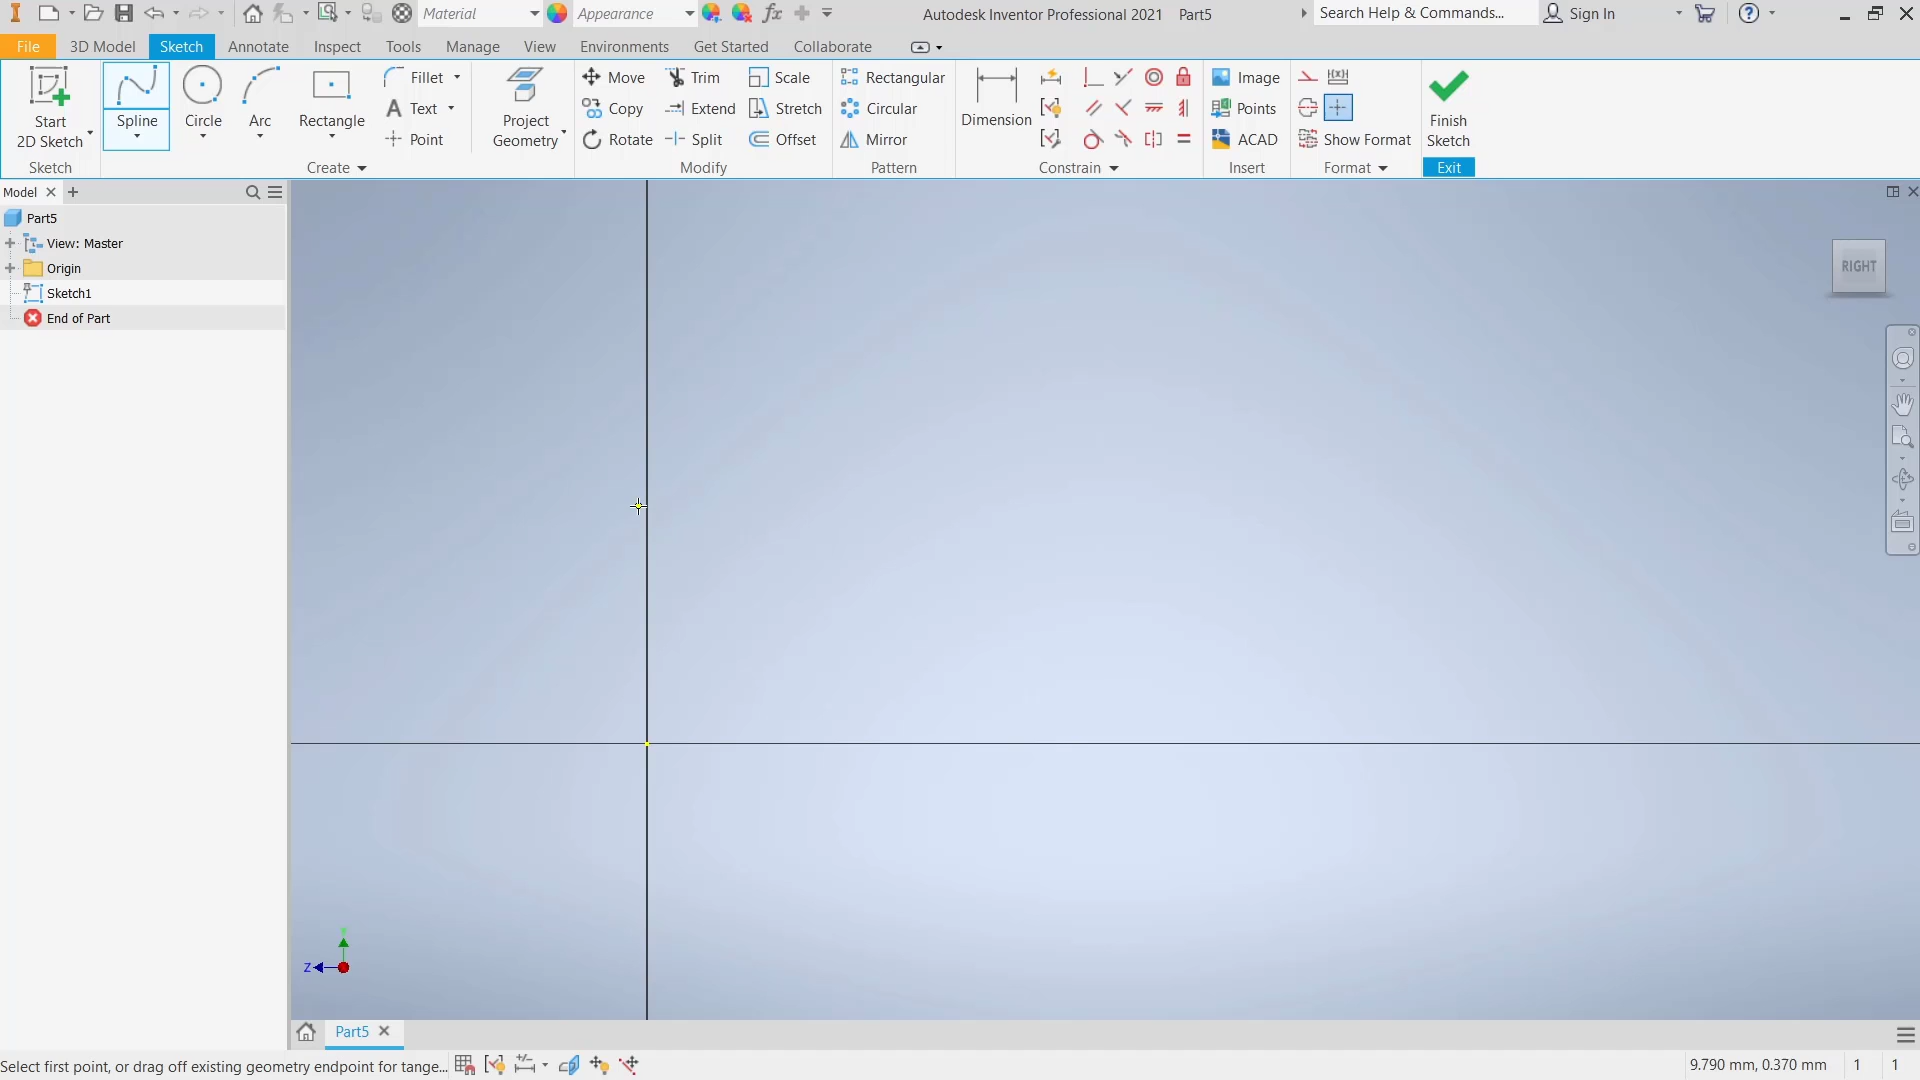 Material
Appearance
fx
Autodesk Inventor Professional 2021 Part5
Search Help & Commands...
Sign In
File 3D Model Sketch Annotate Inspect Tools Manage View Environments Get Started Collaborate
Start
2D Sketch
Sketch
Spline
Circle
Arc
Rectangle
Fillet
Text
Point
Create
Project
Geometry
Move
Copy
Rotate
Trim
Extend
Split
Scale
Stretch
Offset
Modify
Rectangular
Circular
Mirror
Pattern
Dimension
Constrain
Image
Points
ACAD
Insert
Show Format
Format
Finish
Sketch
Exit
Model
Part5
View: Master
Origin
Sketch1
End of Part
RIGHT
Z
Part5
Select first point, or drag off existing geometry endpoint for tange...
9.790 mm, 0.370 mm 1 1